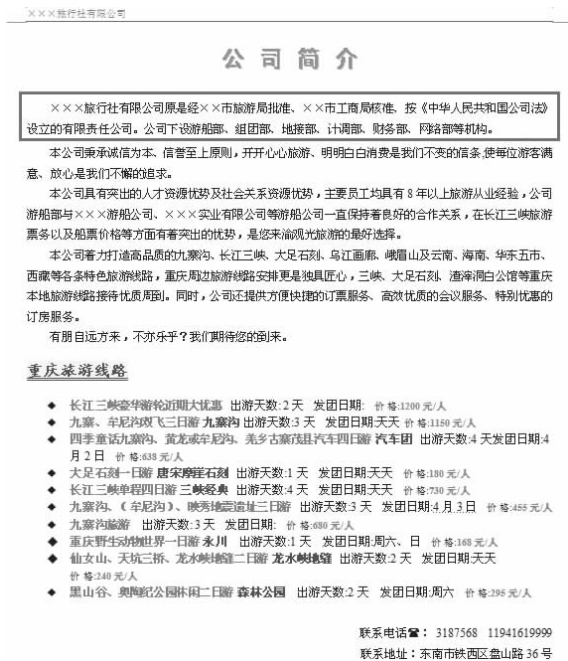 ×××旅行社有限公司
公司简介
×××旅行社有限公司原是经××市旅游局批准、××市工商局核准、按《中华人民共和国公司法》
设立的有限责任公司。公司下设游船部、组团部、地接部、计调部、财务部、网络部等机构。
本公司秉承诚信为本、信誉至上原则，开开心心旅游、明明白白消费是我们不变的信条,使每位游客满
意、放心是我们不懈的追求。
本公司具有突出的人才资源优势及社会关系资源优势，主要员工均具有8年以上旅游从业经验，公司
游船部与×××游船公司、×××实业有限公司等游船公司一直保持着良好的合作关系，在长江三峡旅游
票务以及船票价格等方面有着突出的优势，是您来渝观光旅游的最好选择。
本公司着力打造高品质的九寨沟、长江三峡、大足石刻、乌江画廊、峨眉山及云南、海南、华东五市、
西藏等各条特色旅游线路，重庆周边旅游线路安排更是独具匠心，三峡、大足石刻、渣滓洞白公馆等重庆
本地旅游线路接待优质周到。同时，公司还提供方便快捷的订票服务、高效优质的会议服务、特别优惠的
订房服务。
有朋自远方来，不亦乐乎？我们期待您的到来。
重庆旅游线路
◆ 长江三峡豪华游轮近期大优惠 出游天数:2天 发团日期: 价格:1200元/人
◆ 九寨、牟尼沟双飞三日游 九寨沟 出游天数:3天 发团日期:天天 价格:1150元/人
◆ 四季童话九寨沟、黄龙或牟尼沟、羌乡古寨茂县汽车四日游 汽车团 出游天数:4天发团日期:4
月2日 价格:638元/人
◆ 大足石刻一日游 唐宋摩崖石刻 出游天数:1天 发团日期:天天 价格:180元/人
◆ 长江三峡单程四日游 三峡经典 出游天数:4天 发团日期:天天 价格:730元/人
◆ 九寨沟、（牟尼沟）、映秀地震遗址三日游 出游天数:3天 发团日期:4月3日 价格:455元/人
◆ 九寨沟旅游 出游天数:3天 发团日期: 价格:680元/人
◆ 重庆野生动物世界一日游 永川 出游天数:1天 发团日期:周六、日 价格:168元/人
◆ 仙女山、天坑三桥、龙水峡地缝二日游 龙水峡地缝 出游天数:2天 发团日期:天天
价格:240元/人
◆ 黑山谷、奥陶纪公园休闲二日游 森林公园 出游天数:2天 发团日期:周六 价格:295元/人
联系电话☎：3187568 11941619999
联系地址：东南市铁西区盘山路36号